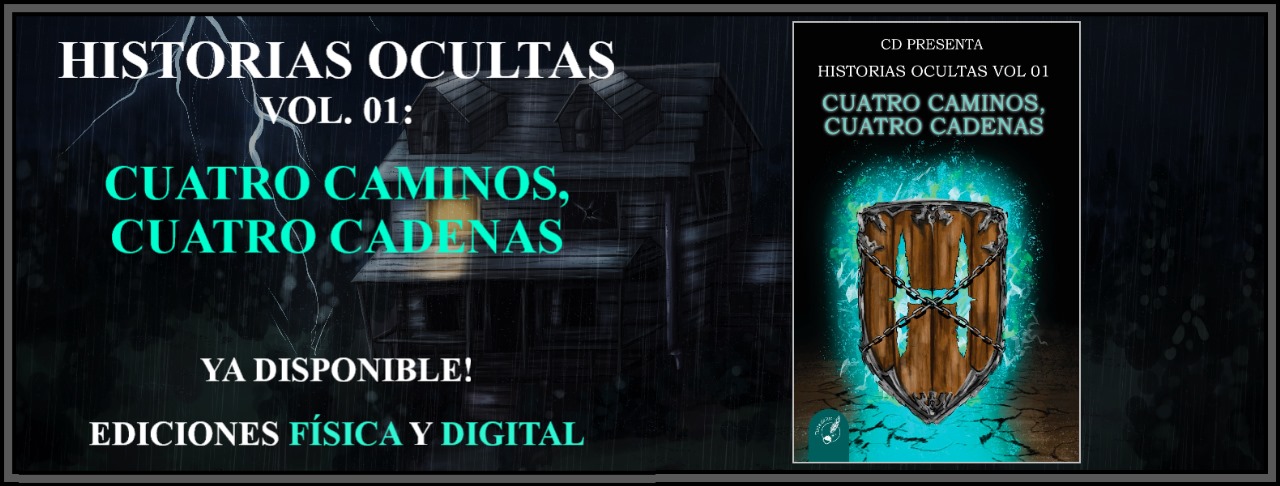 HISTORIAS OCULTAS
VOL. 01:
CUATRO CAMINOS,
CUATRO CADENAS
YA DISPONIBLE!
EDICIONES FÍSICA Y DIGITAL
CD PRESENTA
HISTORIAS OCULTAS VOL 01
CUATRO CAMINOS,
CUATRO CADENAS